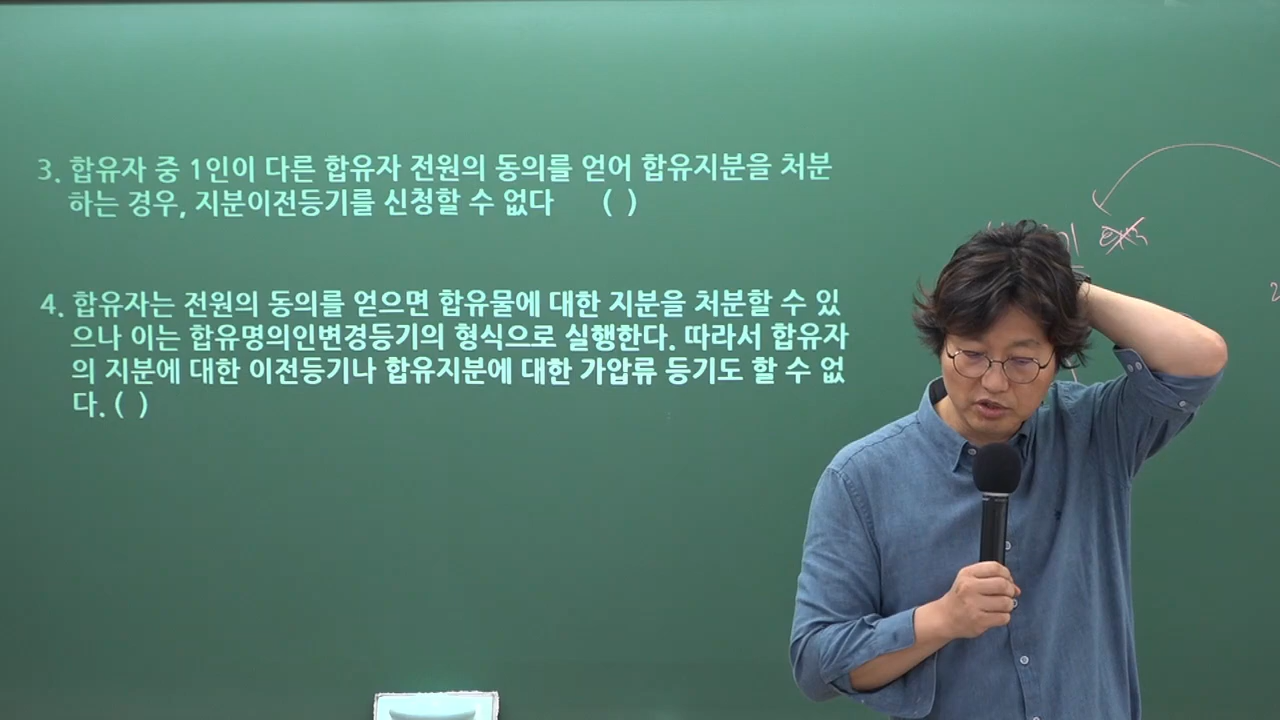 3. 합유자 중 1인이 다른 합유자 전원의 동의를 얻어 합유지분을 처분
하는 경우, 지분이전등기를 신청할 수 없다 ( )
4. 합유자는 전원의 동의를 얻으면 합유물에 대한 지분을 처분할 수 있
으나 이는 합유명의인변경등기의 형식으로 실행한다. 따라서 합유자
의 지분에 대한 이전등기나 합유지분에 대한 가압류 등기도 할 수 없
다. ( )